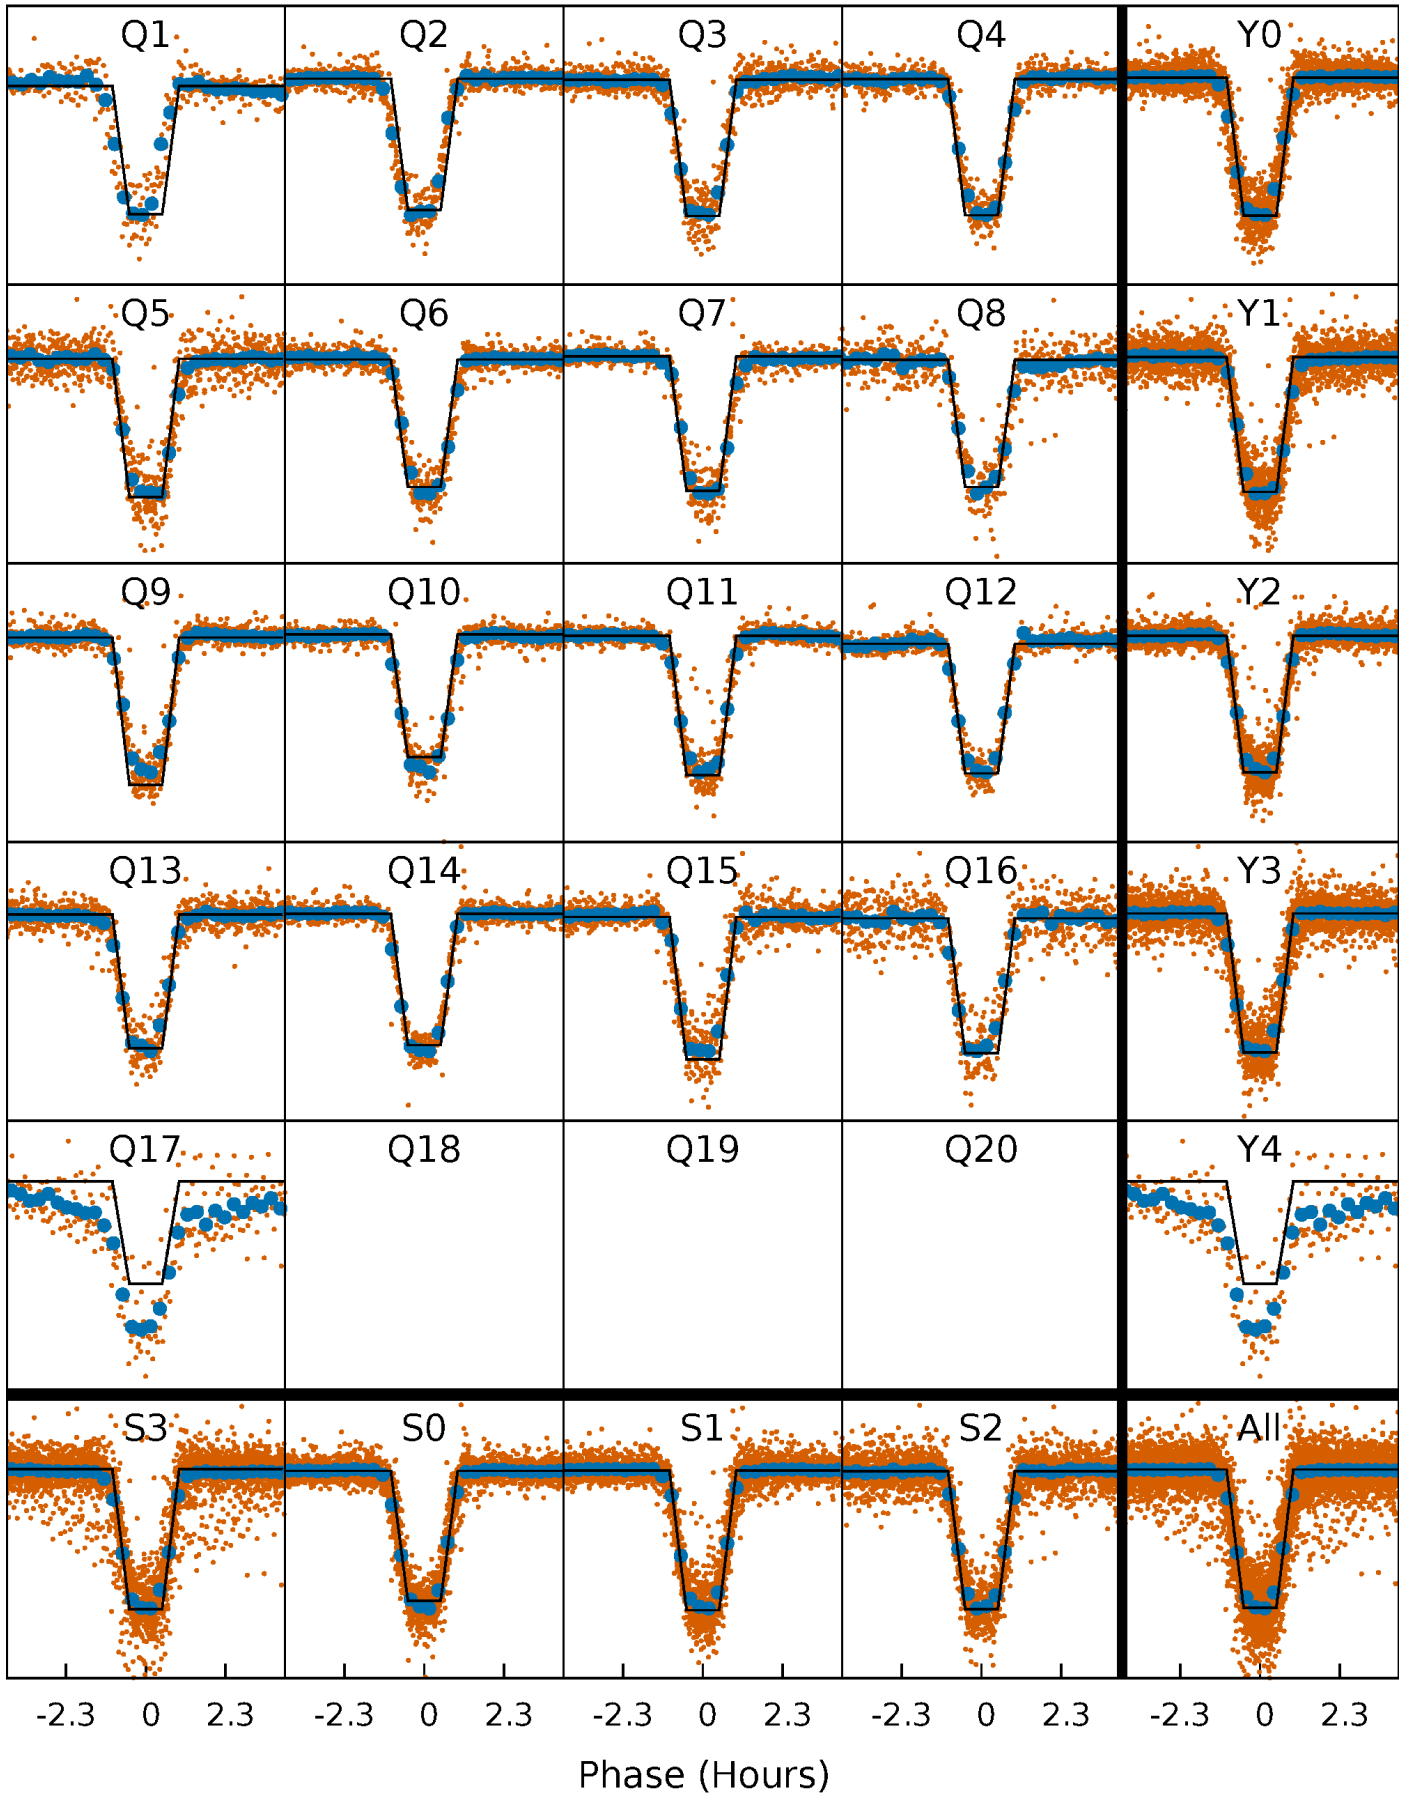 Q1 Q2 Q3 Q4 Y0
Q5 Q6 Q7 Q8 Y1
Q9 Q10 Q11 Q12 Y2
Q13 Q14 Q15 Q16 Y3
Q17 Q18 Q19 Q20 Y4
S3 S0 S1 S2 All
-2.3 0 2.3 -2.3 0 2.3 -2.3 0 2.3 -2.3 0 2.3 -2.3 0 2.3
Phase (Hours)